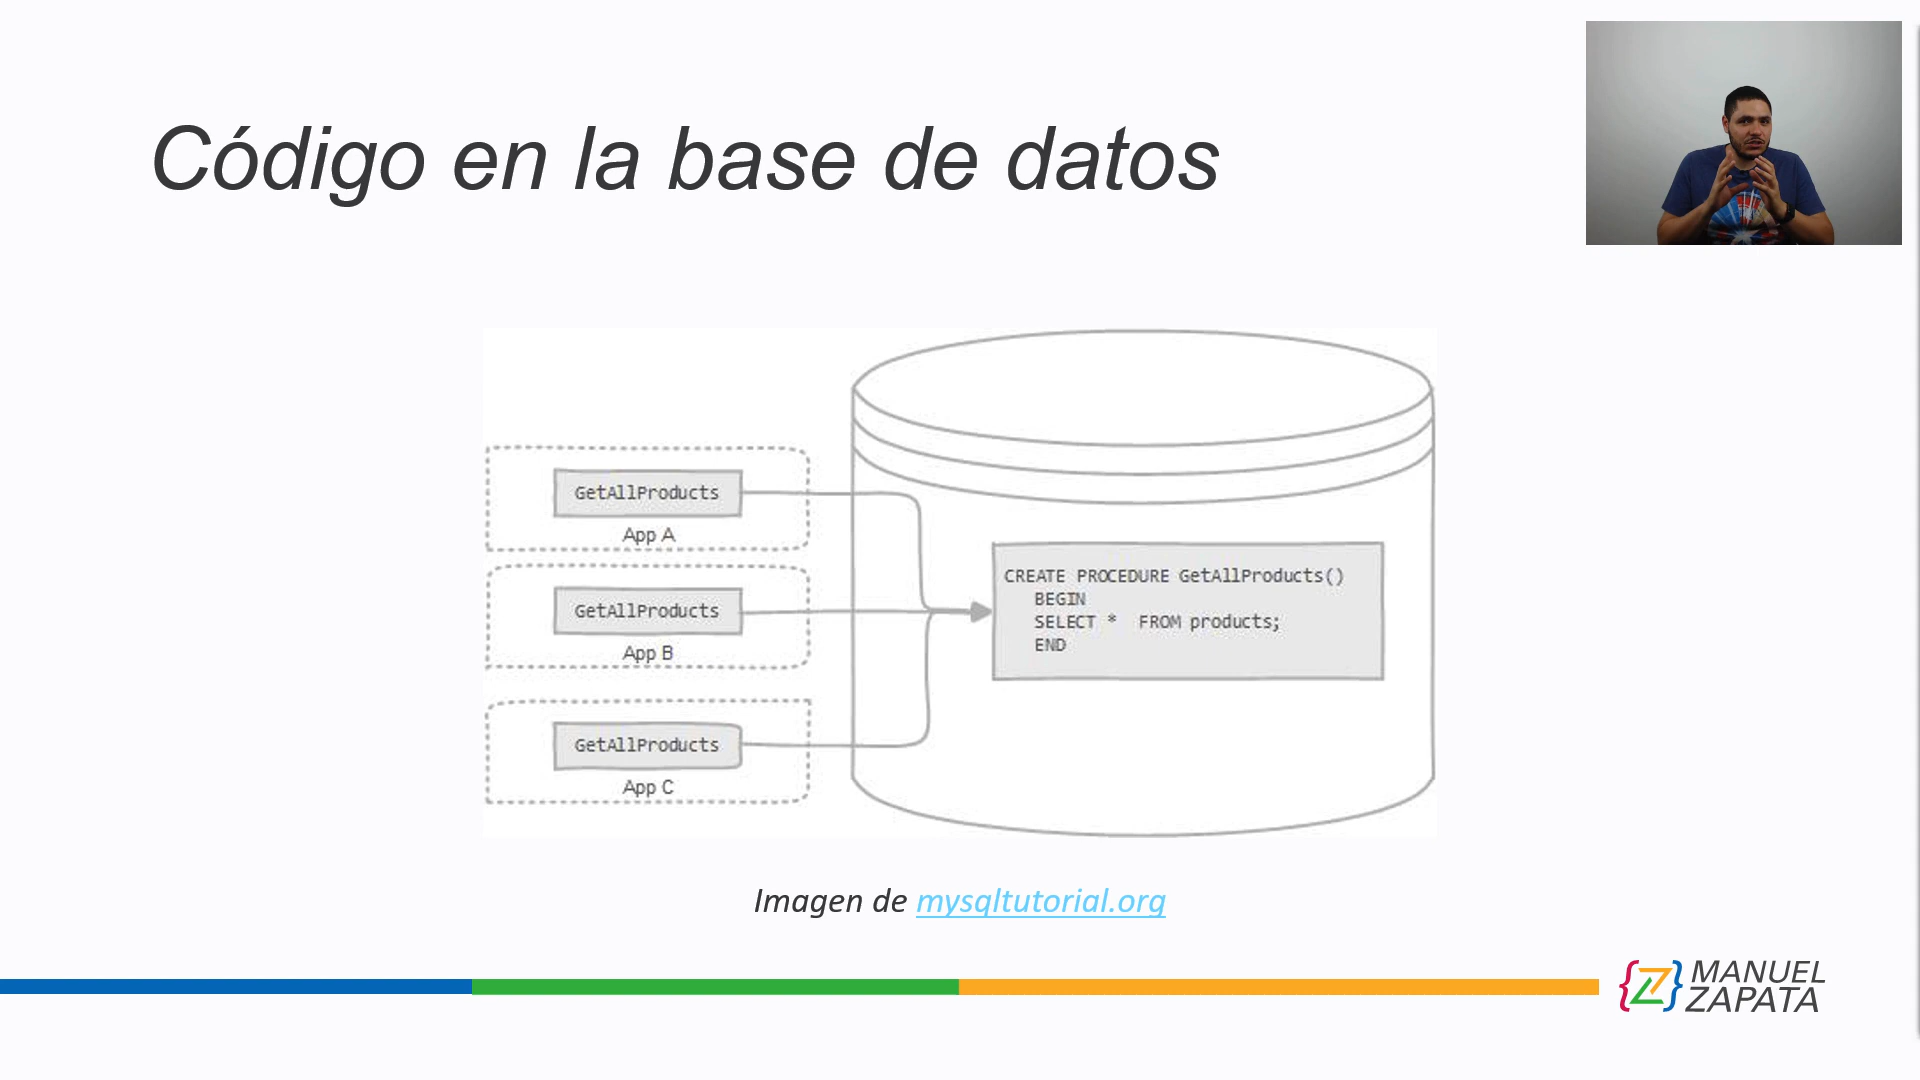 Código en la base de datos
GetAllProducts
App A
GetAllProducts
App B
GetAllProducts
App C
CREATE PROCEDURE GetAllProducts()
BEGIN
SELECT * FROM products;
END
Imagen de mysqltutorial.org
{Z} MANUEL
ZAPATA